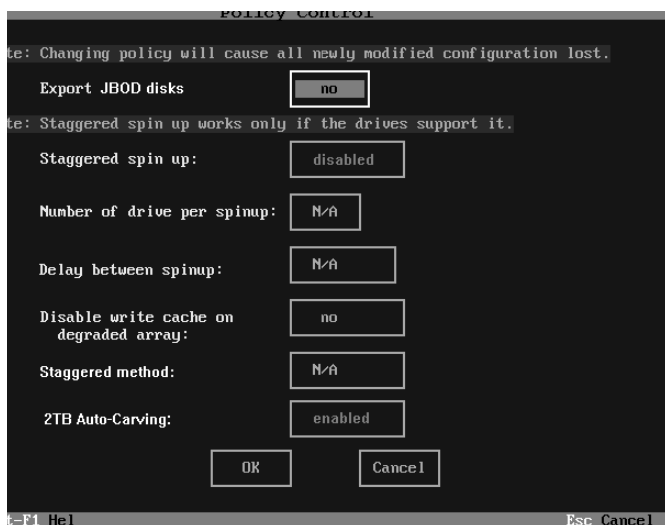 Policy Control
te: Changing policy will cause all newly modified configuration lost.
Export JBOD disks no
te: Staggered spin up works only if the drives support it.
Staggered spin up: disabled
Number of drive per spinup: N/A
Delay between spinup: N/A
Disable write cache on no
degraded array:
Staggered method: N/A
2TB Auto-Carving: enabled
OK Cancel
t-F1 Hel Esc Cancel